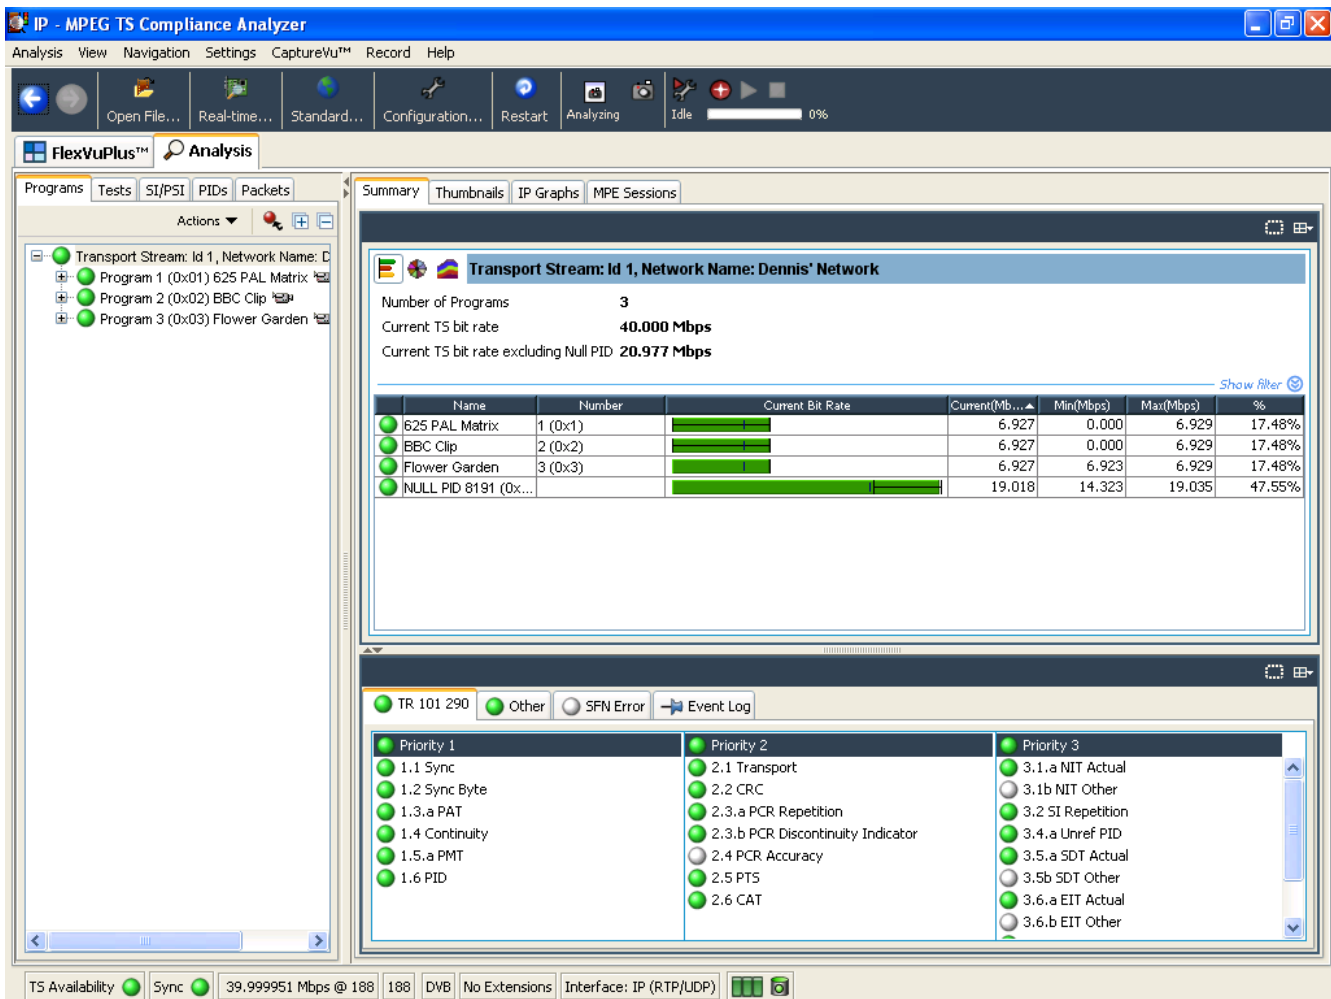 IP - MPEG TS Compliance Analyzer
Analysis View Navigation Settings CaptureVu™ Record Help
Open File... Real-time... Standard... Configuration... Restart Analyzing Idle 0%
FlexVuPlus™ Analysis
Programs Tests SI/PSI PIDs Packets
Actions
Transport Stream: Id 1, Network Name: D
Program 1 (0x01) 625 PAL Matrix
Program 2 (0x02) BBC Clip
Program 3 (0x03) Flower Garden
Summary Thumbnails IP Graphs MPE Sessions
Transport Stream: Id 1, Network Name: Dennis' Network
Number of Programs 3
Current TS bit rate 40.000 Mbps
Current TS bit rate excluding Null PID 20.977 Mbps
Show filter
Name Number Current Bit Rate Current(Mb... Min(Mbps) Max(Mbps) %
625 PAL Matrix 1 (0x1) 6.927 0.000 6.929 17.48%
BBC Clip 2 (0x2) 6.927 0.000 6.929 17.48%
Flower Garden 3 (0x3) 6.927 6.923 6.929 17.48%
NULL PID 8191 (0x... 19.018 14.323 19.035 47.55%
TR 101 290 Other SFN Error Event Log
Priority 1
1.1 Sync
1.2 Sync Byte
1.3.a PAT
1.4 Continuity
1.5.a PMT
1.6 PID
Priority 2
2.1 Transport
2.2 CRC
2.3.a PCR Repetition
2.3.b PCR Discontinuity Indicator
2.4 PCR Accuracy
2.5 PTS
2.6 CAT
Priority 3
3.1.a NIT Actual
3.1b NIT Other
3.2 SI Repetition
3.4.a Unref PID
3.5.a SDT Actual
3.5b SDT Other
3.6.a EIT Actual
3.6.b EIT Other
TS Availability Sync 39.999951 Mbps @ 188 188 DVB No Extensions Interface: IP (RTP/UDP)